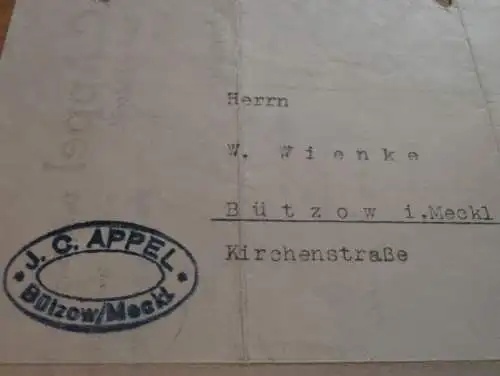 Herrn
W. Wienke
Bützow i.Meckl
Kirchenstraße
J. C. APPEL
Bützow/Meckl